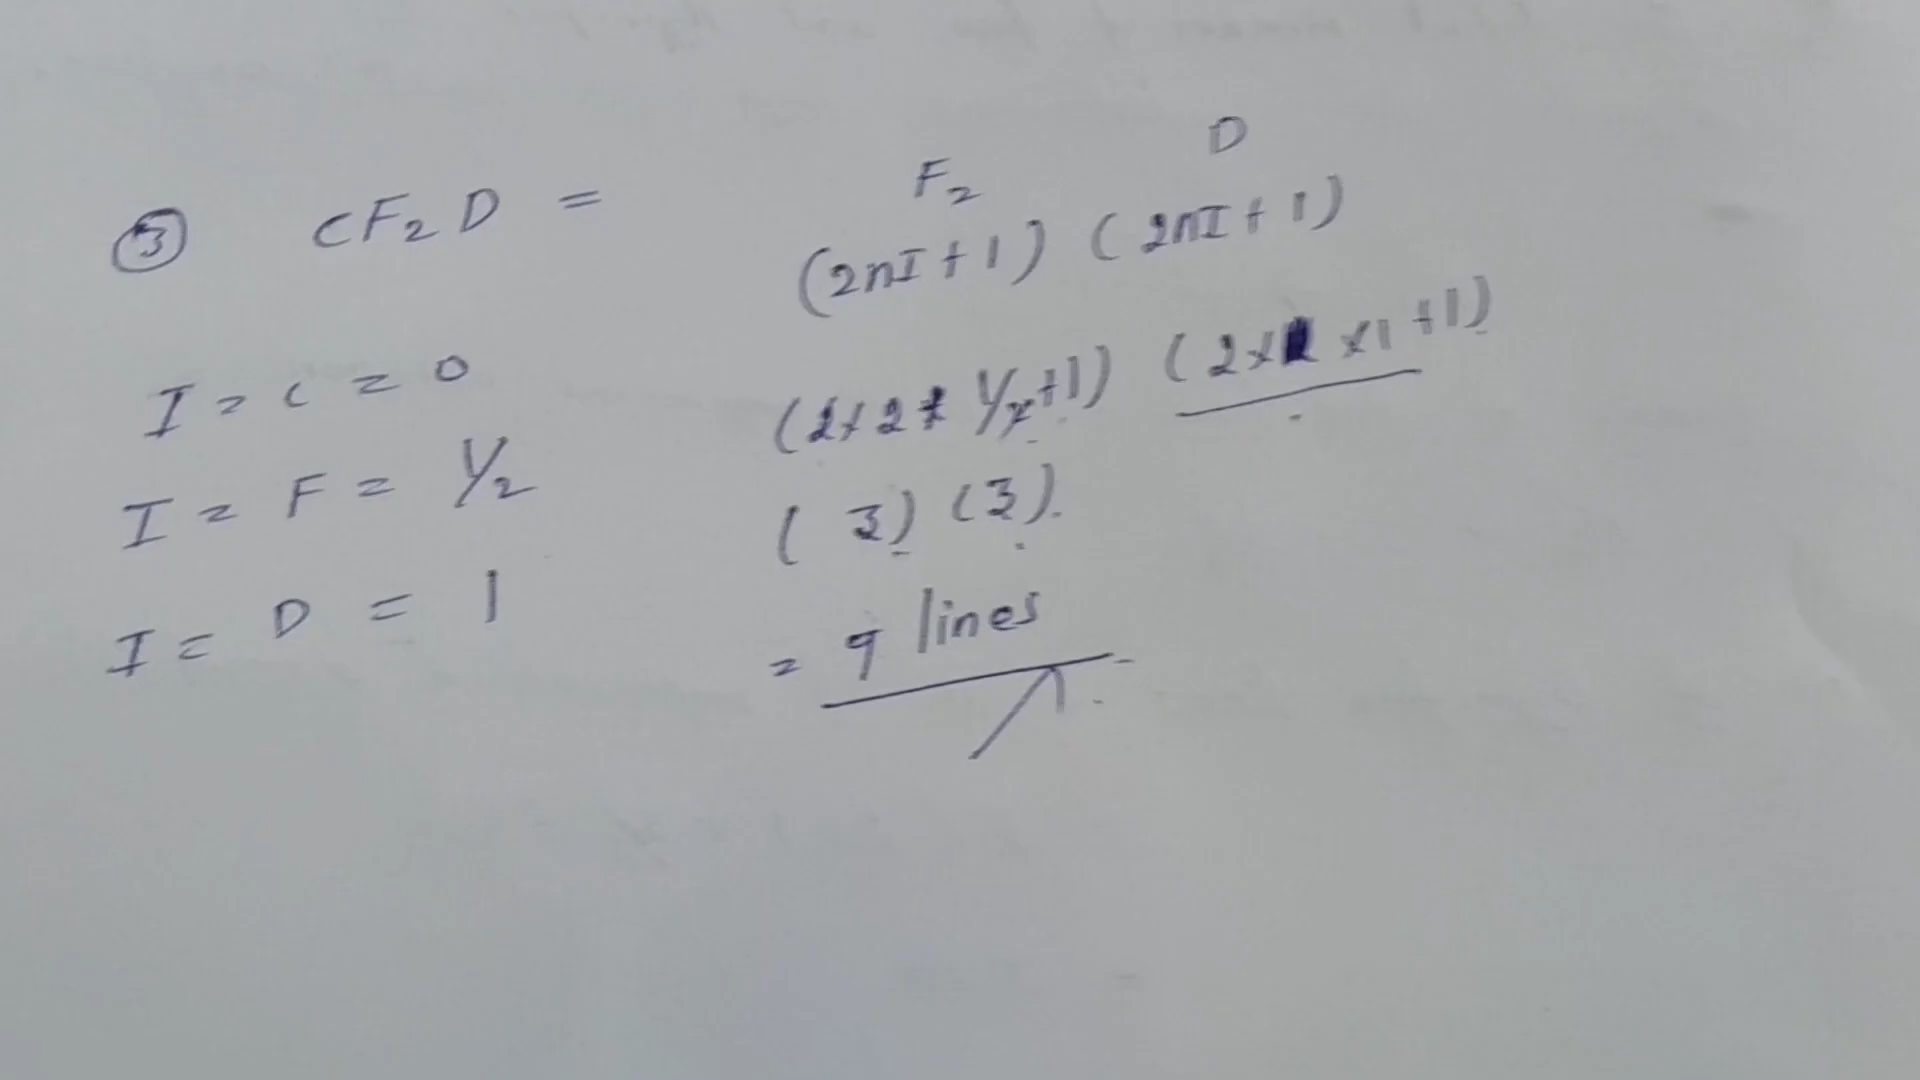 ③ CF₂D =
F₂ D
(2nI+1) (2nI+1)
I = C = 0
(2×2×1/2+1) (2×1×1+1)
I = F = 1/2
(3) (3).
I = D = 1
= 9 lines